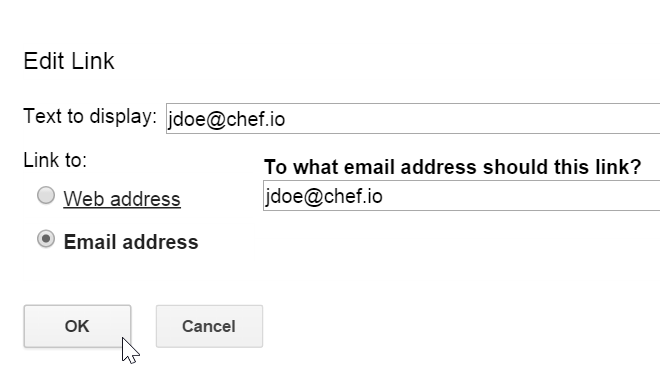 Edit Link
Text to display: jdoe@chef.io
Link to:
To what email address should this link?
Web address
jdoe@chef.io
Email address
OK
Cancel